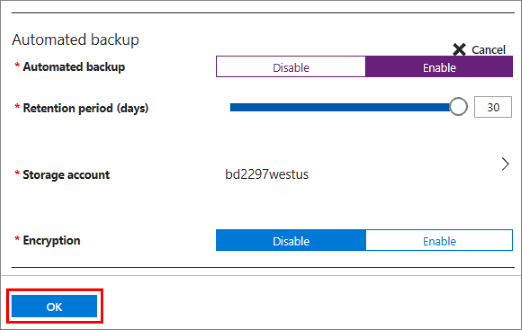 Automated backup
Cancel
* Automated backup Disable Enable
* Retention period (days) 30
* Storage account bd2297westus
* Encryption Disable Enable
OK